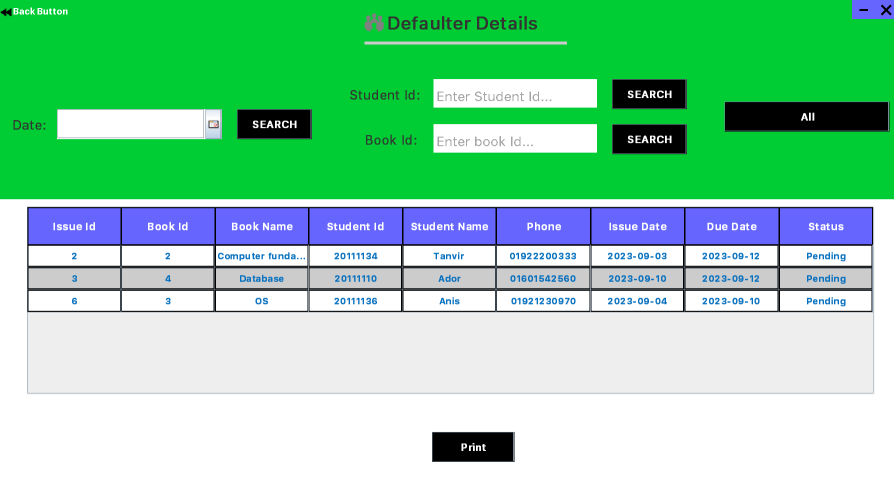 Back Button
Defaulter Details
Student Id: Enter Student Id... SEARCH
Date: SEARCH
All
Book Id: Enter book Id... SEARCH
Issue Id Book Id Book Name Student Id Student Name Phone Issue Date Due Date Status
2 2 Computer funda... 20111134 Tanvir 01922200333 2023-09-03 2023-09-12 Pending
3 4 Database 20111110 Ador 01601542560 2023-09-10 2023-09-12 Pending
6 3 OS 20111136 Anis 01921230970 2023-09-04 2023-09-10 Pending
Print